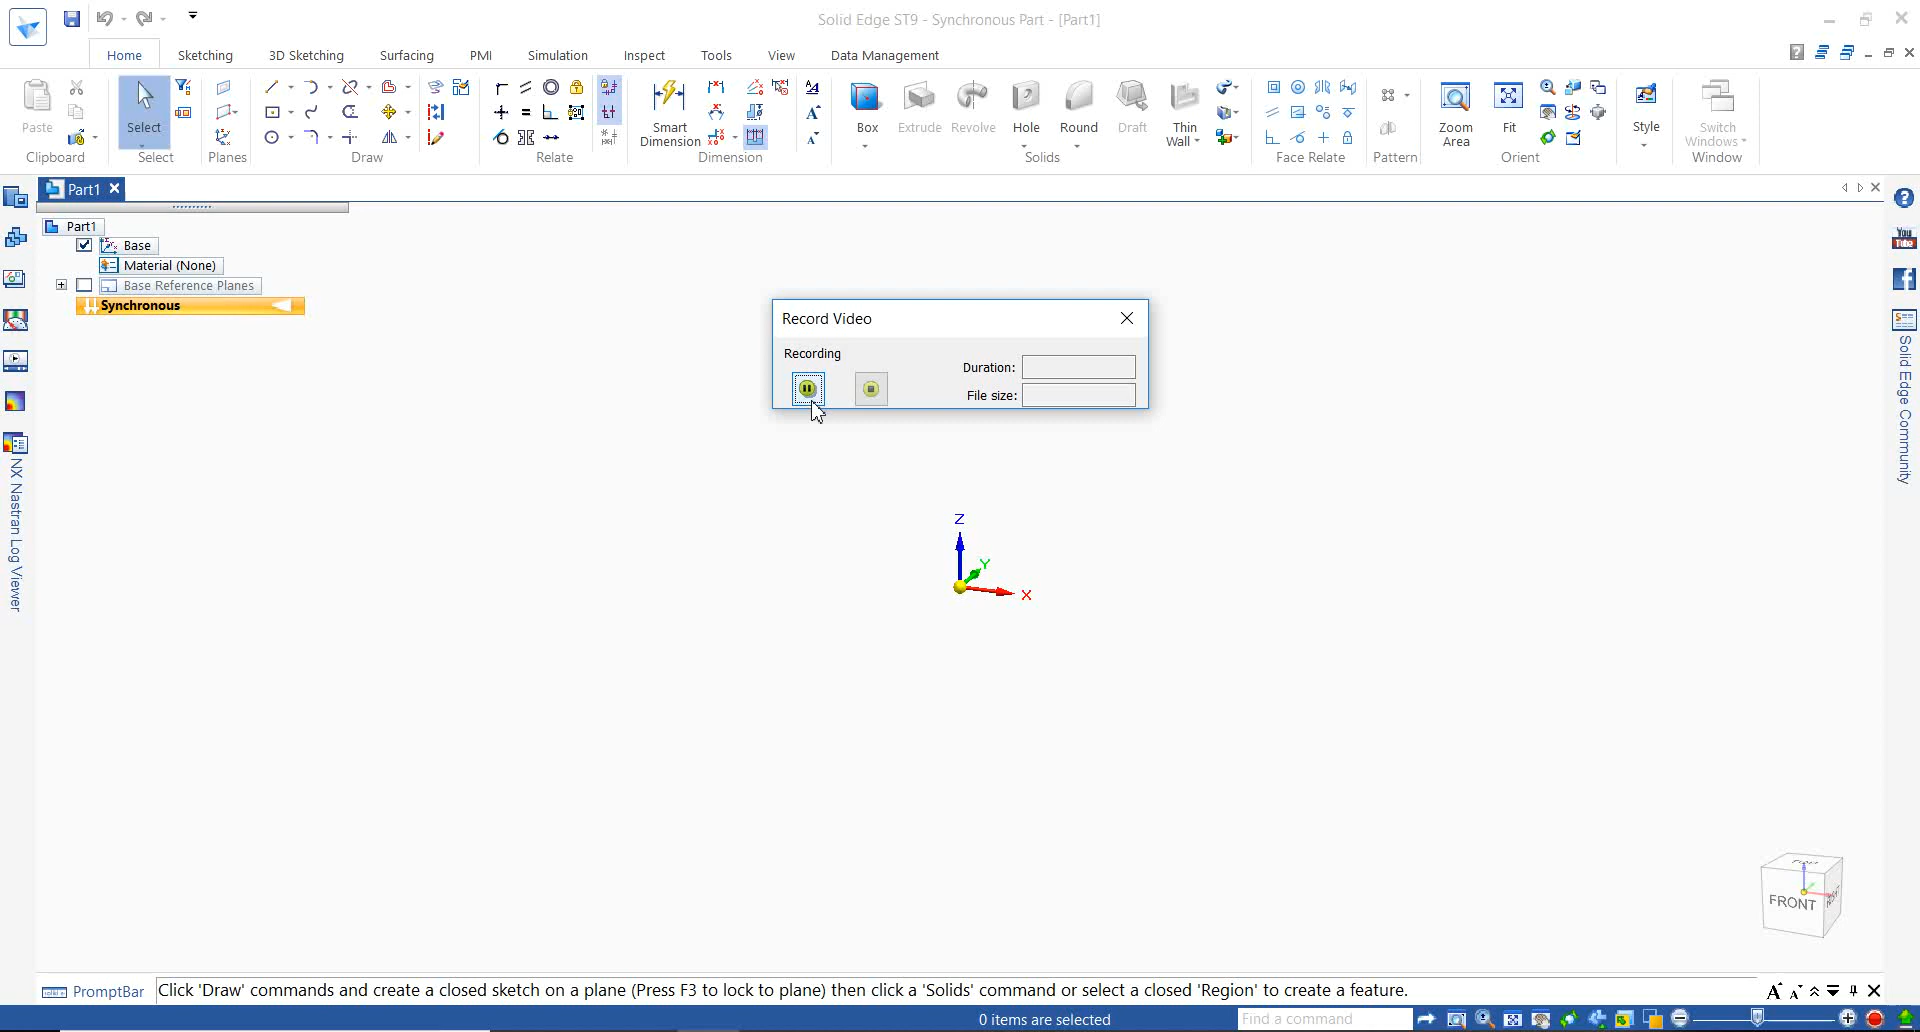 Solid Edge ST9 - Synchronous Part - [Part1]
Home
Sketching
3D Sketching
Surfacing
PMI
Simulation
Inspect
Tools
View
Data Management
Paste
Select
Smart
Dimension
Box
Extrude
Revolve
Hole
Round
Draft
Thin
Wall
Zoom
Area
Fit
Style
Switch
Windows
Clipboard
Select
Planes
Draw
Relate
Dimension
Solids
Face Relate
Pattern
Orient
Window
Part1
Part1
Base
Material (None)
Base Reference Planes
Synchronous
NX Nastran Log Viewer
Record Video
Recording
Duration:
File size:
Z
Y
X
You
Tube
Solid Edge Community
FRONT
PromptBar
Click 'Draw' commands and create a closed sketch on a plane (Press F3 to lock to plane) then click a 'Solids' command or select a closed 'Region' to create a feature.
0 items are selected
Find a command